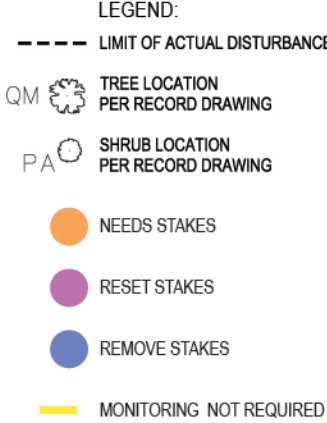 LEGEND:
LIMIT OF ACTUAL DISTURBANCE
QM TREE LOCATION
PER RECORD DRAWING
PA SHRUB LOCATION
PER RECORD DRAWING
NEEDS STAKES
RESET STAKES
REMOVE STAKES
MONITORING NOT REQUIRED